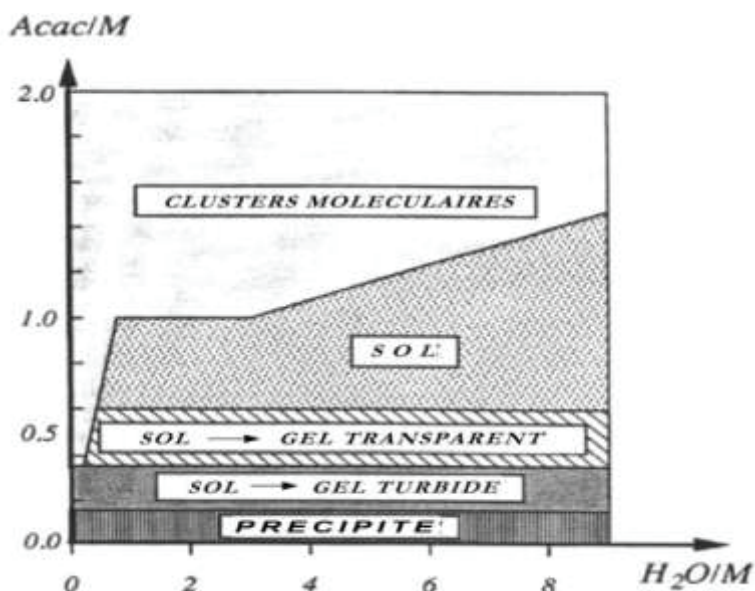 Acac/M
2.0
CLUSTERS MOLECULAIRES
1.0
SOL
0.5
SOL → GEL TRANSPARENT
SOL → GEL TURBIDE
PRECIPITE
0.0
0 2 4 6 8
H₂O/M